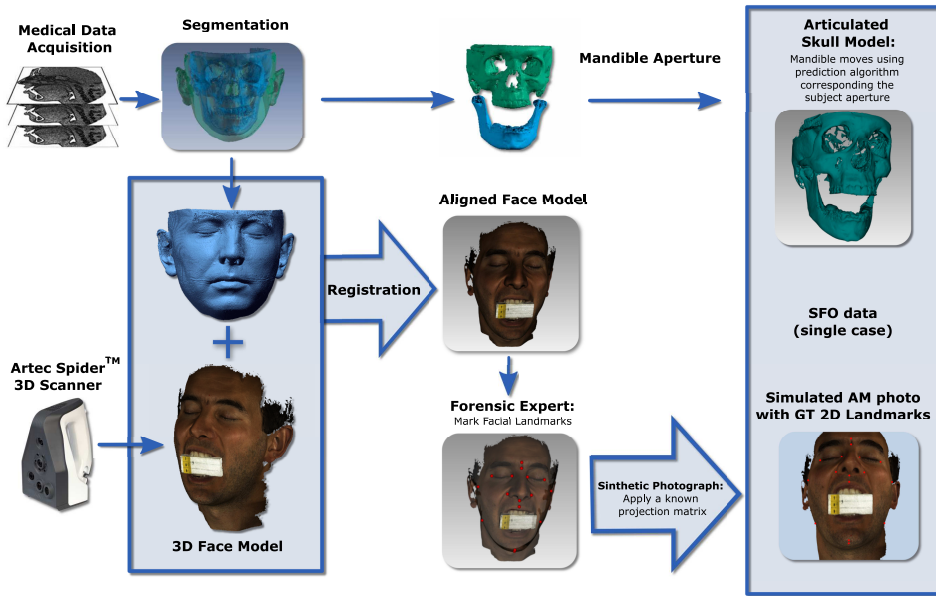 Medical Data
Acquisition
Segmentation
Mandible Aperture
Articulated
Skull Model:
Mandible moves using
prediction algorithm
corresponding the
subject aperture
Aligned Face Model
Registration
Artec Spider™
3D Scanner
3D Face Model
Forensic Expert:
Mark Facial Landmarks
Sinthetic Photograph:
Apply a known
projection matrix
SFO data
(single case)
Simulated AM photo
with GT 2D Landmarks